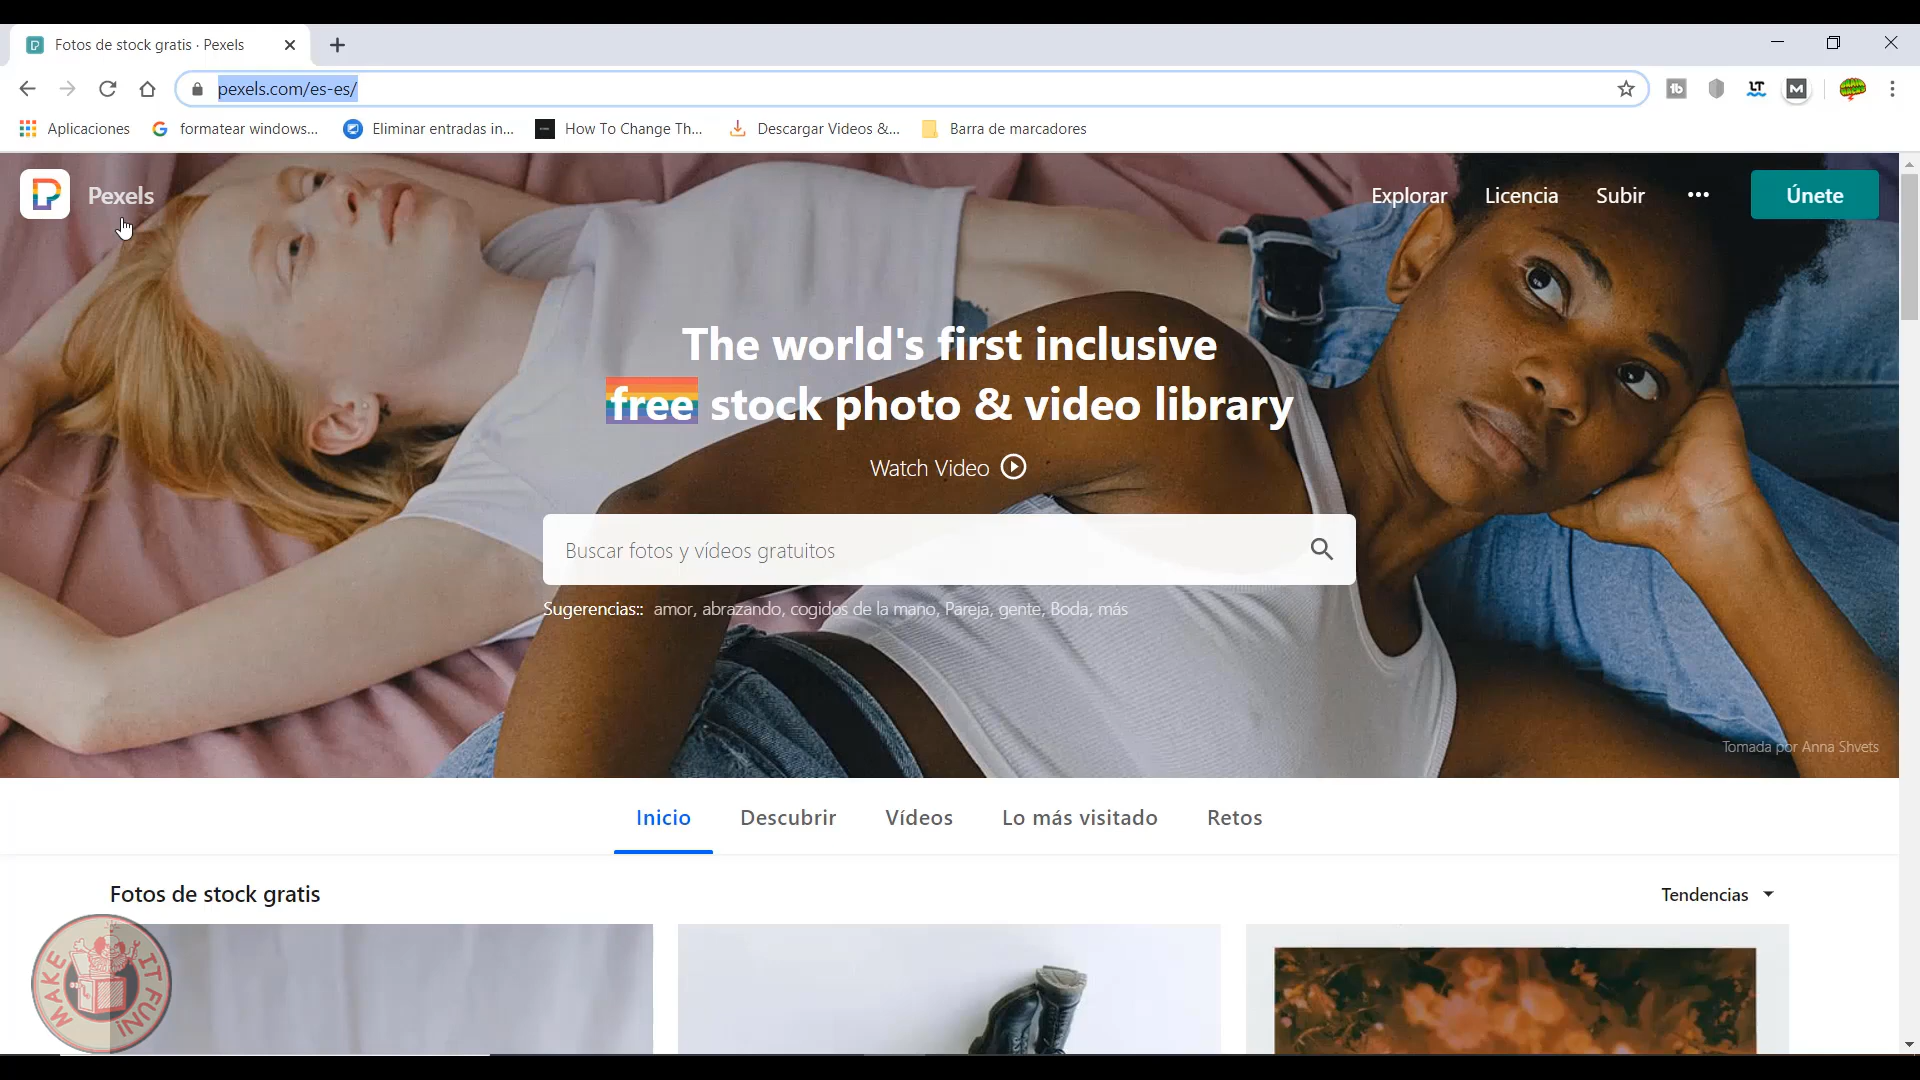 Fotos de stock gratis · Pexels
pexels.com/es-es/
Aplicaciones
formatear windows...
Eliminar entradas in...
How To Change Th...
Descargar Videos &...
Barra de marcadores
Pexels
Explorar
Licencia
Subir
Únete
The world's first inclusive
free stock photo & video library
Watch Video
Buscar fotos y vídeos gratuitos
Sugerencias:: amor, abrazando, cogidos de la mano, Pareja, gente, Boda, más
Tomada por Anna Shvets
Inicio
Descubrir
Vídeos
Lo más visitado
Retos
Fotos de stock gratis
Tendencias
MAKE IT FUN!